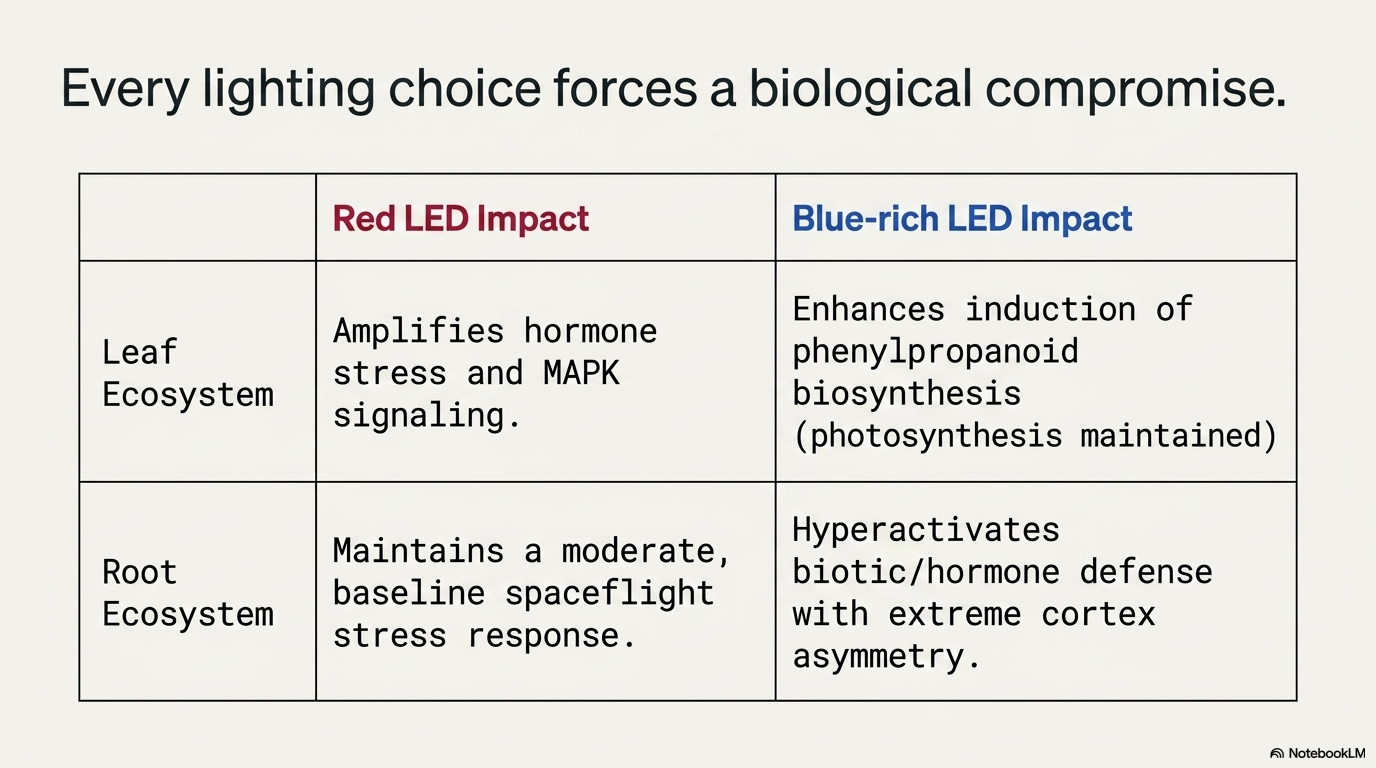 Every lighting choice forces a biological compromise.
Red LED Impact
Blue-rich LED Impact
Leaf
Ecosystem
Amplifies hormone
stress and MAPK
signaling.
Enhances induction of
phenylpropanoid
biosynthesis
(photosynthesis maintained)
Root
Ecosystem
Maintains a moderate,
baseline spaceflight
stress response.
Hyperactivates
biotic/hormone defense
with extreme cortex
asymmetry.
NotebookLM